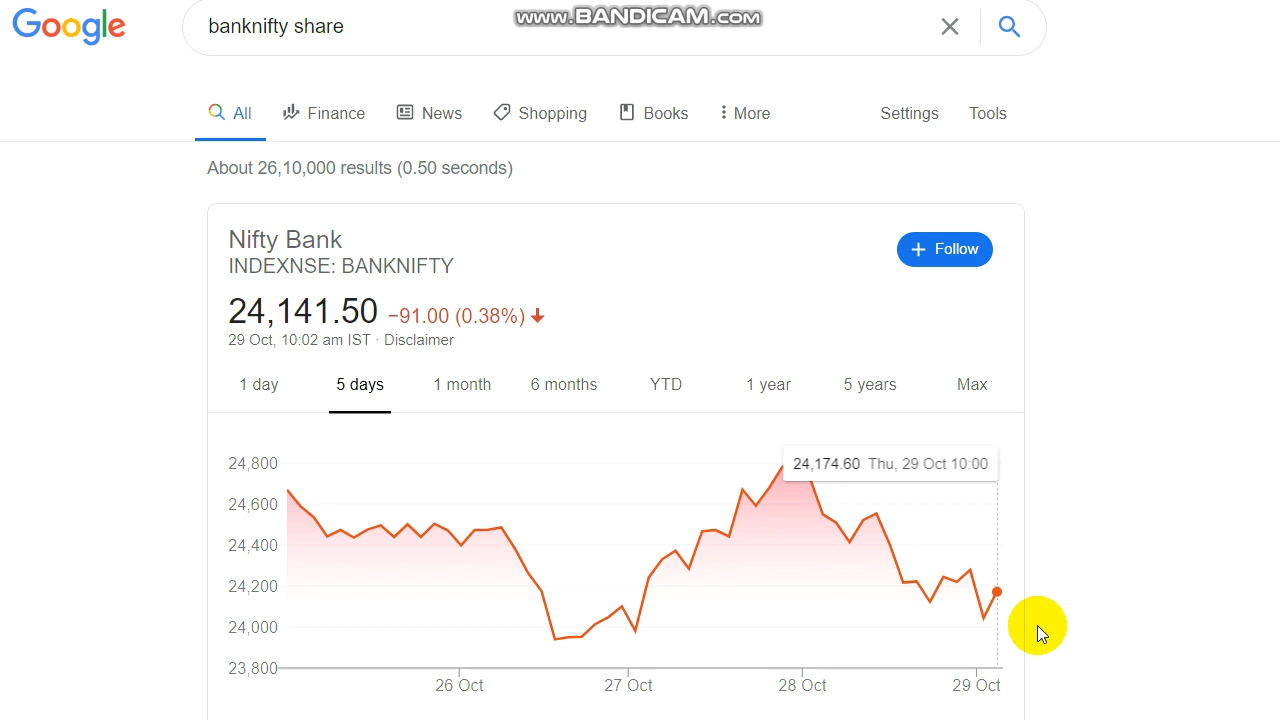 www.BANDICAM.com
Google
banknifty share
All Finance News Shopping Books More Settings Tools
About 26,10,000 results (0.50 seconds)
Nifty Bank
INDEXNSE: BANKNIFTY
+ Follow
24,141.50 −91.00 (0.38%)
29 Oct, 10:02 am IST · Disclaimer
1 day 5 days 1 month 6 months YTD 1 year 5 years Max
24,174.60 Thu, 29 Oct 10:00
24,800
24,600
24,400
24,200
24,000
23,800
26 Oct 27 Oct 28 Oct 29 Oct